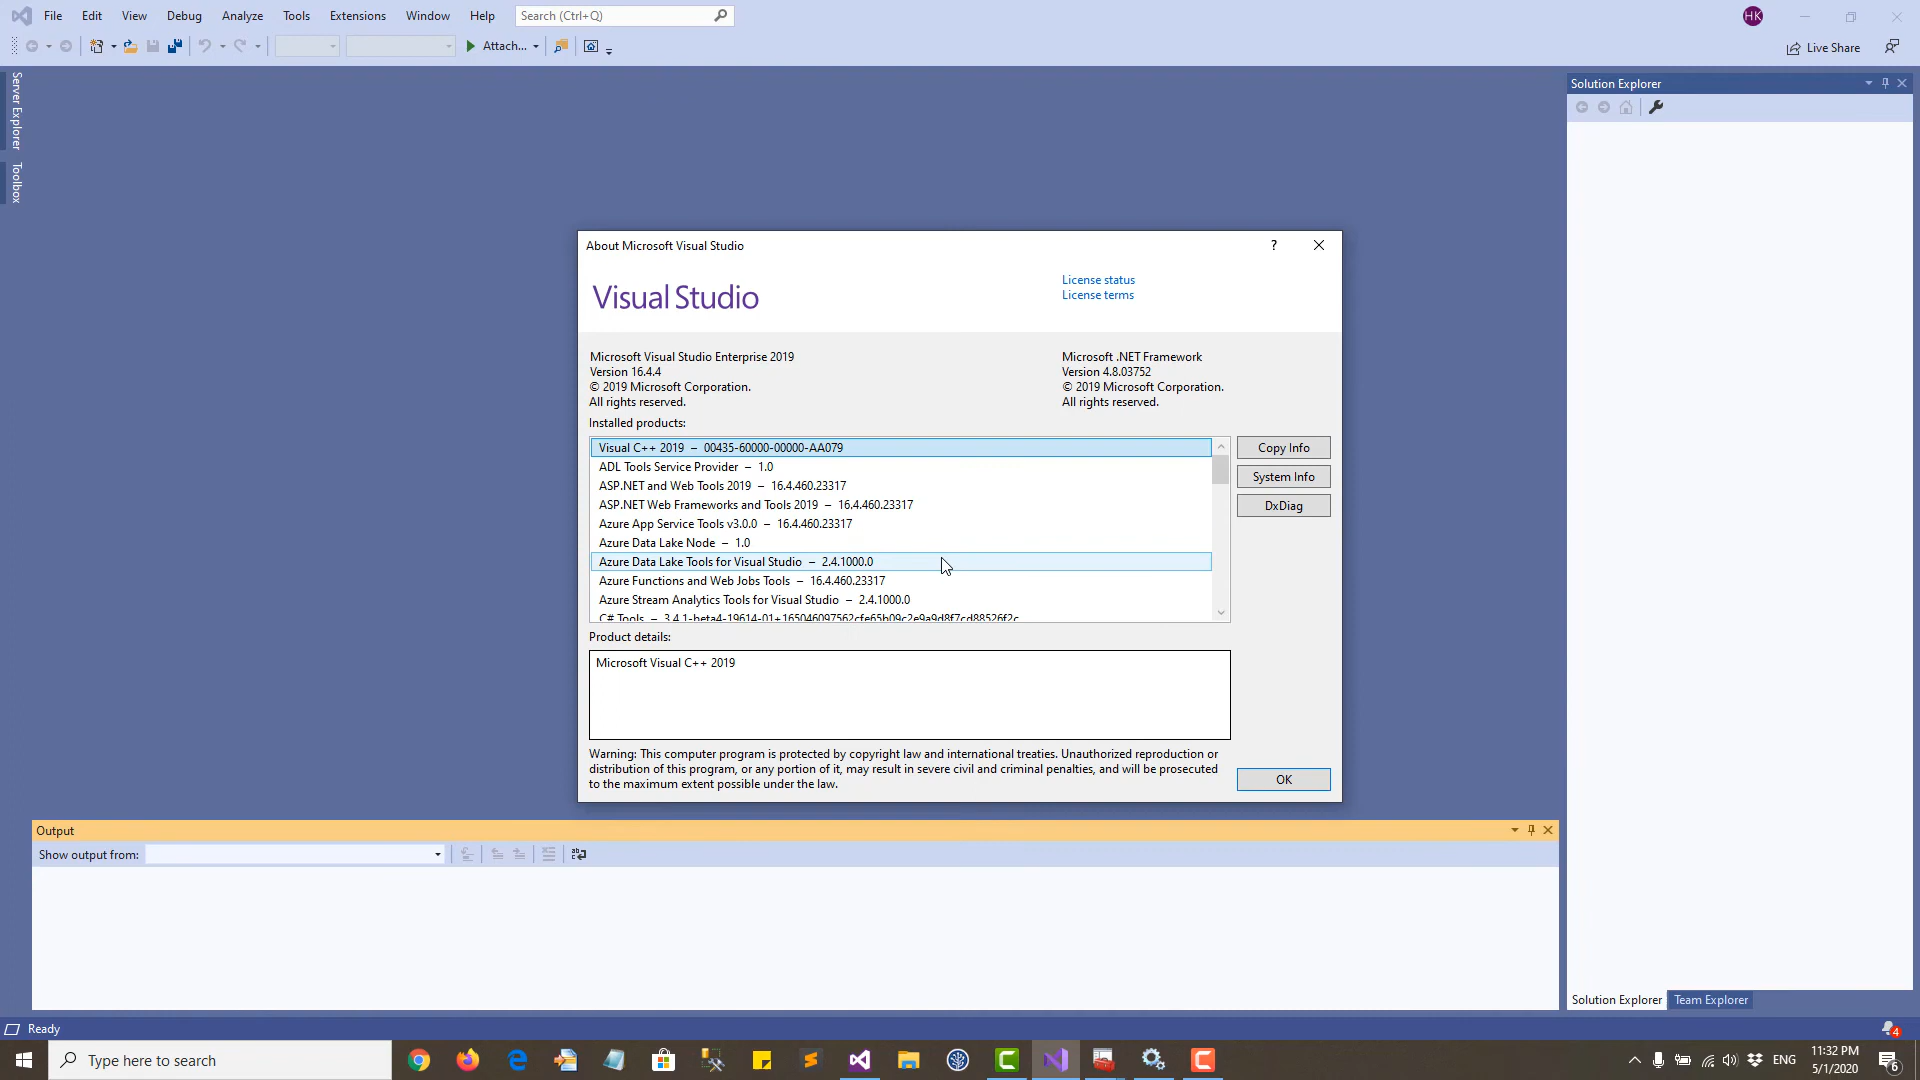 File Edit View Debug Analyze Tools Extensions Window Help Search (Ctrl+Q)
HK
Attach...
Live Share
Server Explorer
Toolbox
Solution Explorer
About Microsoft Visual Studio
?
Visual Studio
License status
License terms
Microsoft Visual Studio Enterprise 2019
Version 16.4.4
© 2019 Microsoft Corporation.
All rights reserved.
Microsoft .NET Framework
Version 4.8.03752
© 2019 Microsoft Corporation.
All rights reserved.
Installed products:
Visual C++ 2019 – 00435-60000-00000-AA079
ADL Tools Service Provider – 1.0
ASP.NET and Web Tools 2019 – 16.4.460.23317
ASP.NET Web Frameworks and Tools 2019 – 16.4.460.23317
Azure App Service Tools v3.0.0 – 16.4.460.23317
Azure Data Lake Node – 1.0
Azure Data Lake Tools for Visual Studio – 2.4.1000.0
Azure Functions and Web Jobs Tools – 16.4.460.23317
Azure Stream Analytics Tools for Visual Studio – 2.4.1000.0
C# Tools – 3.4.1-beta4-19614-01+165046097562cfe65b09c2e9a9d8f7cd88526f2c
Copy Info
System Info
DxDiag
Product details:
Microsoft Visual C++ 2019
Warning: This computer program is protected by copyright law and international treaties. Unauthorized reproduction or
distribution of this program, or any portion of it, may result in severe civil and criminal penalties, and will be prosecuted
to the maximum extent possible under the law.
OK
Output
Show output from:
Solution Explorer Team Explorer
Ready
4
Type here to search
ENG
11:32 PM
5/1/2020
6